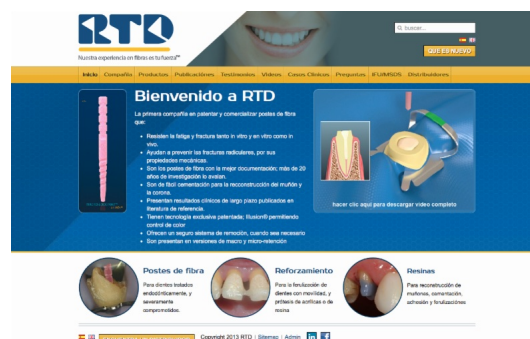 RTD
Nuestra experiencia en fibras es tu fuerza™
buscar...
QUE ES NUEVO
Inicio Compañía Productos Publicaciónes Testimonios Videos Casos Clínicos Preguntas IFU/MSDS Distribuidores
Bienvenido a RTD
La primera compañía en patentar y comercializar postes de fibra
que:
Resisten la fatiga y fractura tanto in vitro y en vitro como in
vivo.
Ayudan a prevenir las fracturas radiculares, por sus
propiedades mecánicas.
Son los postes de fibra con la mejor documentación; más de 20
años de investigación lo avalan.
Son de fácil cementación para la reconstrucción del muñón y
la corona.
Presentan resultados clínicos de largo plazo publicados en
literatura de referencia.
Tienen tecnología exclusiva patentada; Illusion® permitiendo
control de color
Ofrecen un seguro sistema de remoción, cuando sea necesario
Son presentan en versiones de macro y micro-retención
hacer clic aquí para descargar video completo
Postes de fibra
Para dientes tratados
endodónticamente, y
severamente
comprometidos.
Reforzamiento
Para la ferulización de
dientes con movilidad, y
prótesis de acrílicas o de
resina
Resinas
Para reconstrucción de
muñones, cementación,
adhesión y ferulizaciónes
Copyright 2013 RTD | Sitemap | Admin in f